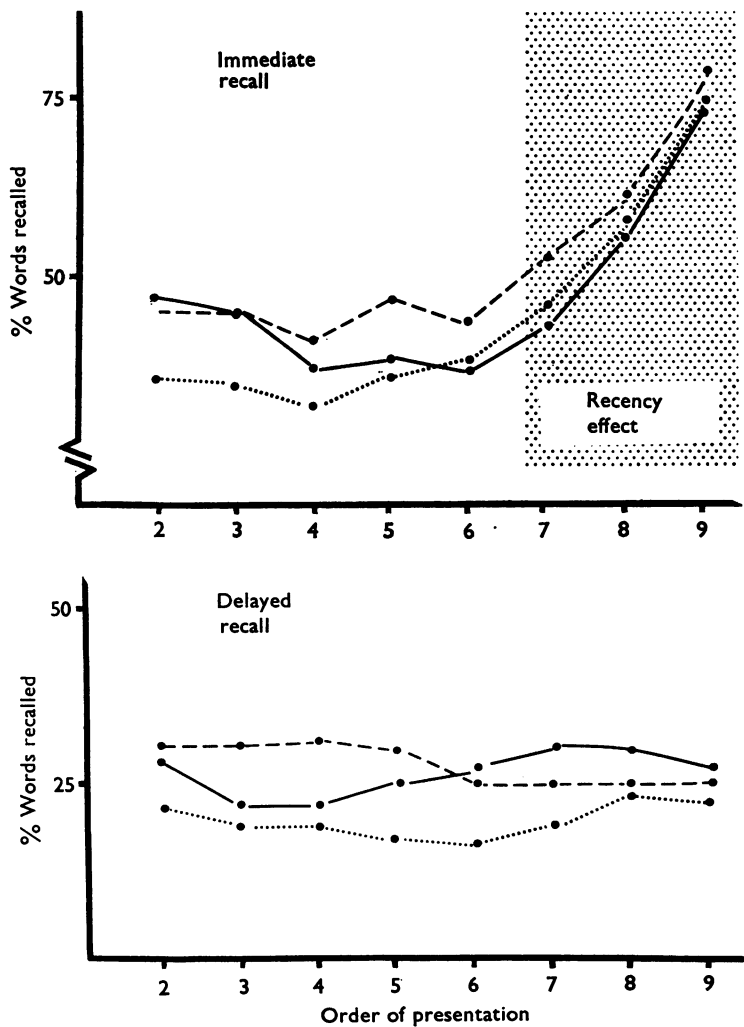 Immediate
recall
75
50
% Words recalled
Recency
effect
2 3 4 5 6 7 8 9
Delayed
recall
50
25
% Words recalled
2 3 4 5 6 7 8 9
Order of presentation